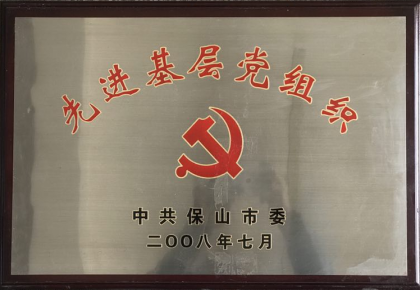 先进基层党组织
中共保山市委
二〇〇八年七月